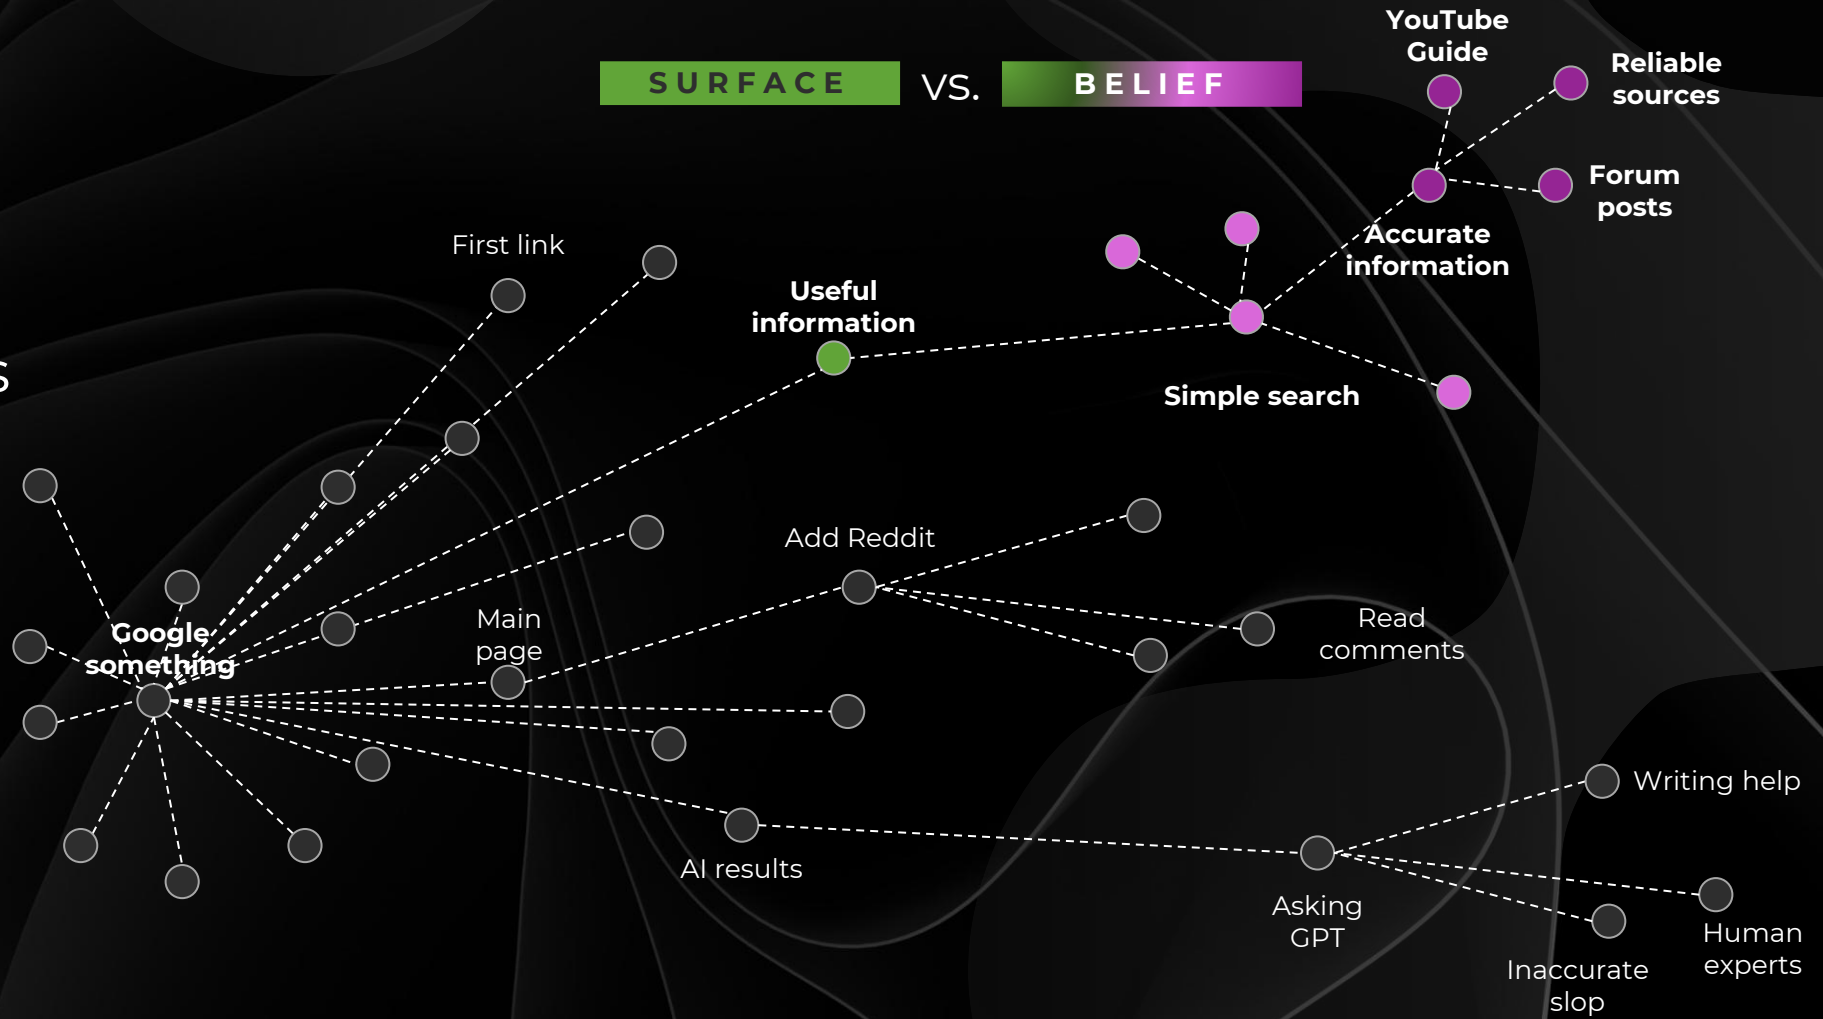 YouTube
Guide
Reliable
sources
SURFACE vs. BELIEF
Forum
posts
Accurate
information
First link
Useful
information
s
Simple search
Add Reddit
Main
page
Read
comments
Google
something
Writing help
AI results
Asking
GPT
Human
experts
Inaccurate
slop